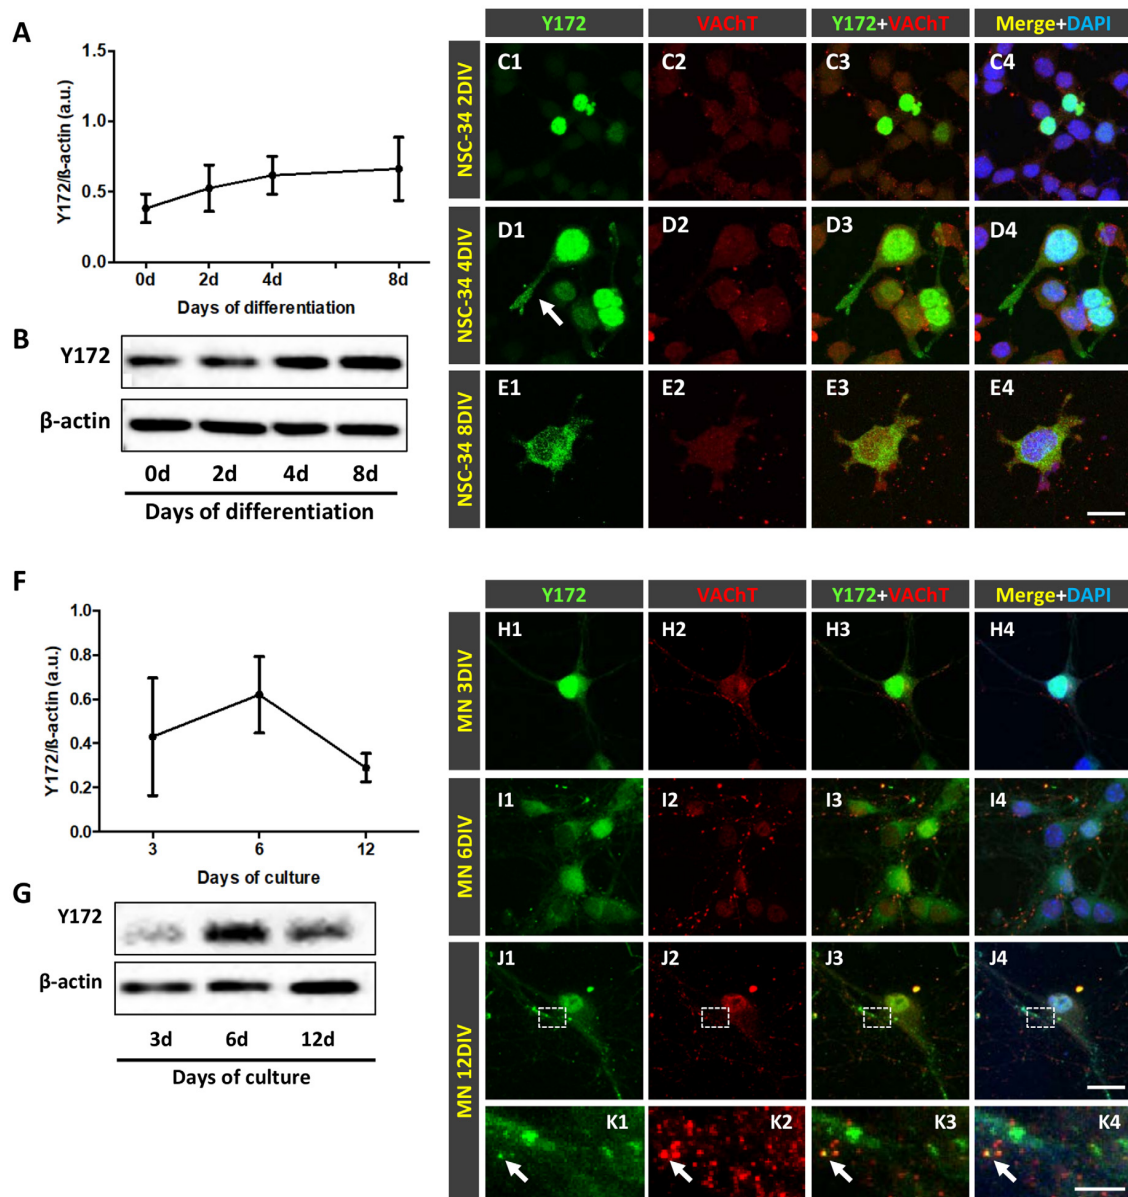 A
Y172/ß-actin (a.u.)
1.5
1.0
0.5
0.0
0d 2d 4d 8d
Days of differentiation
B
Y172
β-actin
0d 2d 4d 8d
Days of differentiation
Y172 VAChT Y172+VAChT Merge+DAPI
NSC-34 2DIV
C1 C2 C3 C4
NSC-34 4DIV
D1 D2 D3 D4
NSC-34 8DIV
E1 E2 E3 E4
F
Y172/ß-actin (a.u.)
1.0
0.8
0.6
0.4
0.2
0.0
3 6 12
Days of culture
G
Y172
β-actin
3d 6d 12d
Days of culture
Y172 VAChT Y172+VAChT Merge+DAPI
MN 3DIV
H1 H2 H3 H4
MN 6DIV
I1 I2 I3 I4
MN 12DIV
J1 J2 J3 J4
K1 K2 K3 K4